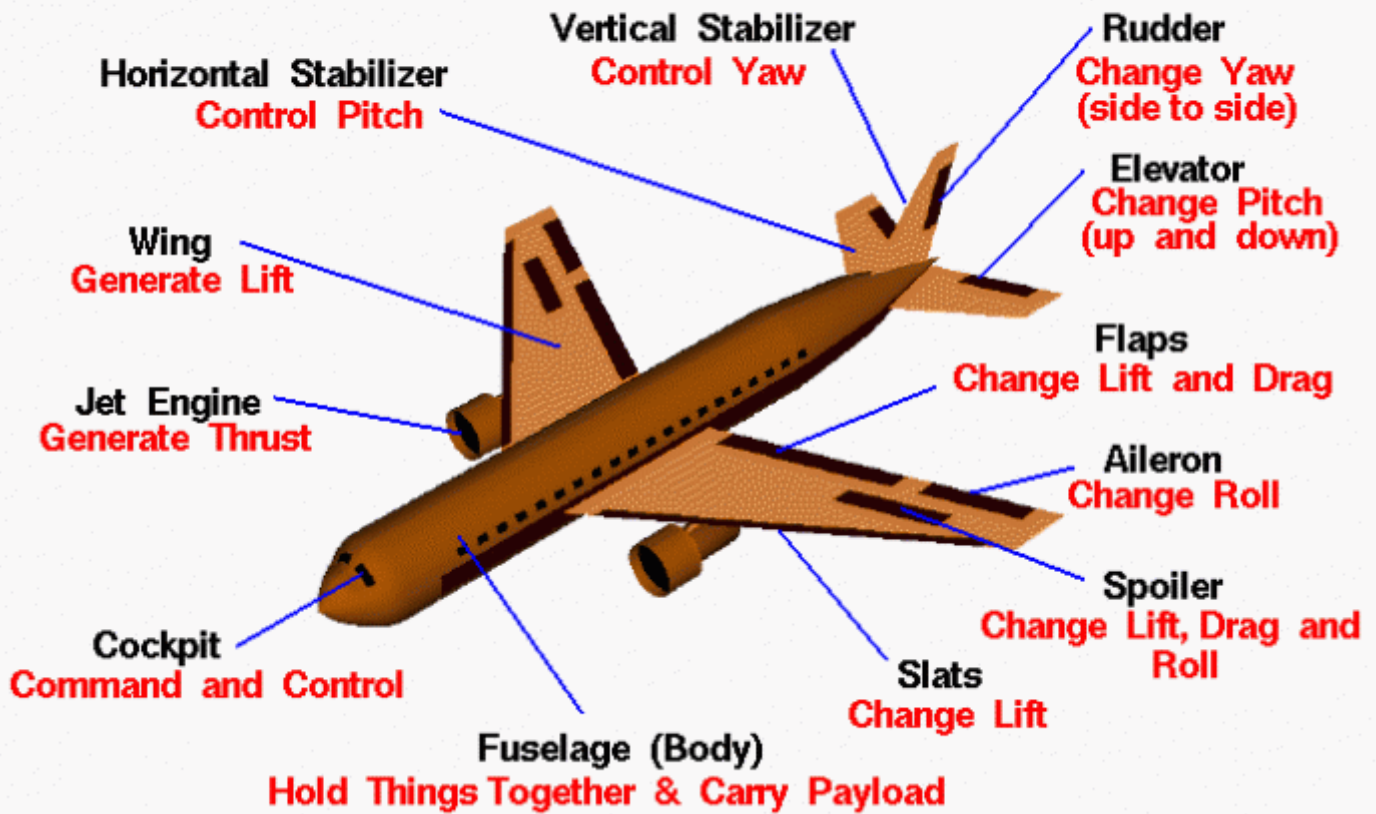 Vertical Stabilizer
Control Yaw
Rudder
Change Yaw
(side to side)
Horizontal Stabilizer
Control Pitch
Elevator
Change Pitch
(up and down)
Wing
Generate Lift
Flaps
Change Lift and Drag
Jet Engine
Generate Thrust
Aileron
Change Roll
Spoiler
Change Lift, Drag and
Roll
Cockpit
Command and Control
Slats
Change Lift
Fuselage (Body)
Hold Things Together & Carry Payload